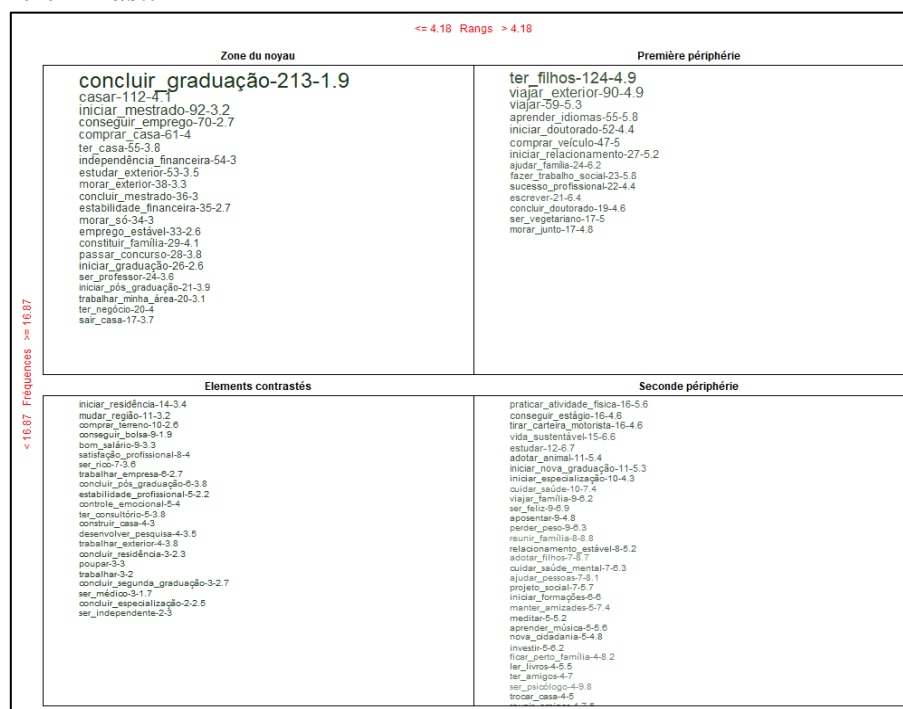 <= 4.18 Rangs > 4.18
Zone du noyau
concluir_graduação-213-1.9
casar-112-4.1
iniciar_mestrado-92-3.2
conseguir_emprego-70-2.7
comprar_casa-61-4
ter_casa-55-3.8
independência_financeira-54-3
estudar_exterior-53-3.5
morar_exterior-38-3.3
concluir_mestrado-36-3
estabilidade_financeira-35-2.7
morar_só-34-3
emprego_estável-33-2.6
constituir_família-29-4.1
passar_concurso-28-3.8
iniciar_graduação-26-2.6
ser_professor-24-3.6
iniciar_pós_graduação-21-3.9
trabalhar_minha_área-20-3.1
ter_negócio-20-4
sair_casa-17-3.7
Première périphérie
ter_filhos-124-4.9
viajar_exterior-90-4.9
viajar-59-5.3
aprender_idiomas-55-5.8
iniciar_doutorado-52-4.4
comprar_veículo-47-5
iniciar_relacionamento-27-5.2
ajudar_família-24-6.2
fazer_trabalho_social-23-5.8
sucesso_profissional-22-4.4
escrever-21-6.4
concluir_doutorado-19-4.6
ser_vegetariano-17-5
morar_junto-17-4.8
< 16.87 Fréquences >= 16.87
Elements contrastés
iniciar_residência-14-3.4
mudar_região-11-3.2
comprar_terreno-10-2.6
conseguir_bolsa-9-1.9
bom_salário-9-3.3
satisfação_profissional-8-4
ser_rico-7-3.6
trabalhar_empresa-6-2.7
concluir_pós_graduação-6-3.8
estabilidade_profissional-5-2.2
controle_emocional-5-4
ter_consultório-5-3.8
construir_casa-4-3
desenvolver_pesquisa-4-3.5
trabalhar_exterior-4-3.8
concluir_residência-3-2.3
poupar-3-3
trabalhar-3-2
concluir_segunda_graduação-3-2.7
ser_médico-3-1.7
concluir_especialização-2-2.5
ser_independente-2-3
Seconde périphérie
praticar_atividade_fisica-16-5.6
conseguir_estágio-16-4.6
tirar_carteira_motorista-16-4.6
vida_sustentável-15-6.6
estudar-12-6.7
adotar_animal-11-5.4
iniciar_nova_graduação-11-5.3
iniciar_especialização-10-4.3
cuidar_saúde-10-7.4
viajar_família-9-6.2
ser_feliz-9-6.9
aposentar-9-4.8
perder_peso-9-6.3
reunir_família-8-8.8
relacionamento_estável-8-5.2
adotar_filhos-7-8.7
cuidar_saúde_mental-7-6.3
ajudar_pessoas-7-8.1
projeto_social-7-5.7
iniciar_formações-6-6
manter_amizades-5-7.4
meditar-5-5.2
aprender_música-5-5.6
nova_cidadania-5-4.8
investir-5-6.2
ficar_perto_família-4-8.2
ler_livros-4-5.5
ter_amigos-4-7
ser_psicólogo-4-9.8
trocar_casa-4-5